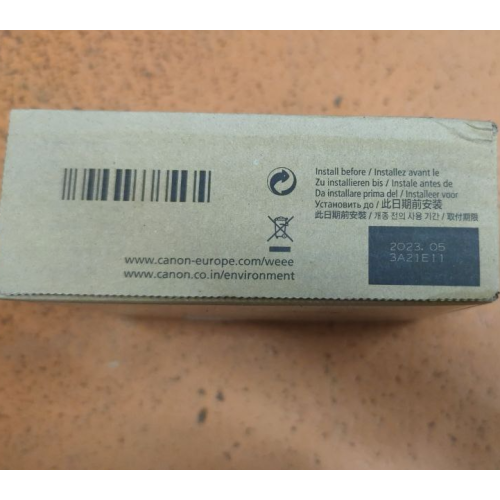 Install before / Installez avant le
Zu installieren bis / Instale antes de
Da installare prima del / Installeer voor
Установить до / 此日期前安裝
此日期前安装 / 개봉 전의 사용 기간 / 取付期限
2023. 05
3A21E11
www.canon-europe.com/weee
www.canon.co.in/environment